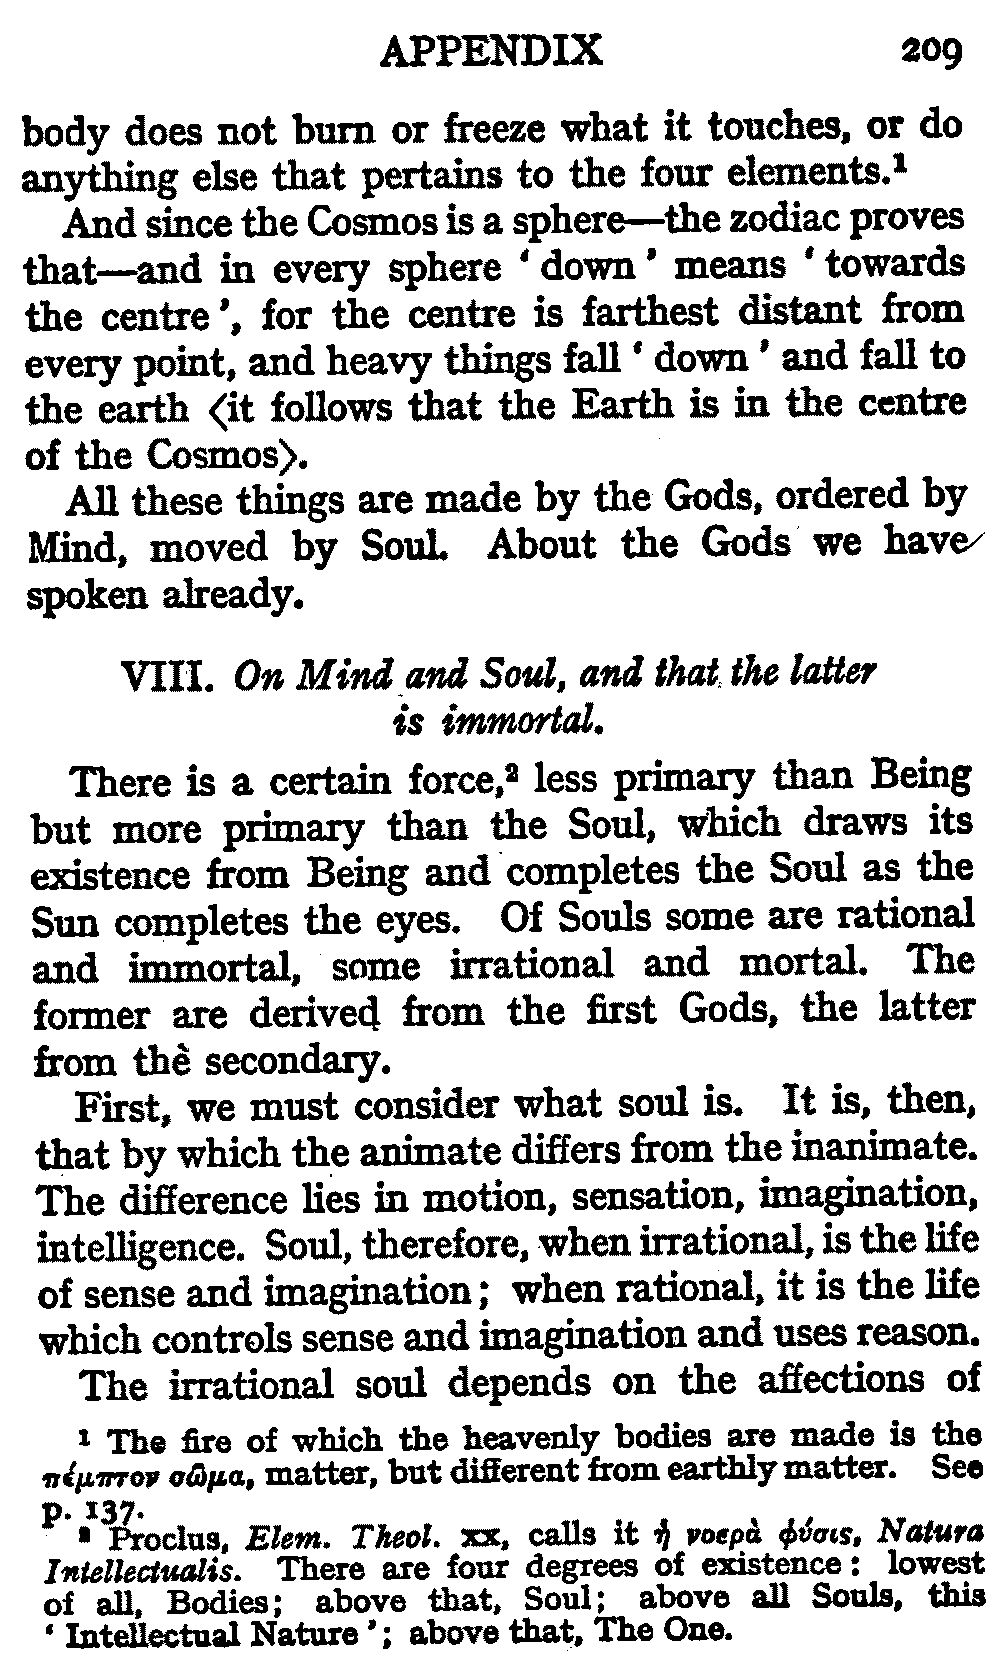 APPENDIX 209
body does not burn or freeze what it touches, or do
anything else that pertains to the four elements.¹
And since the Cosmos is a sphere—the zodiac proves
that—and in every sphere ‘ down ’ means ‘ towards
the centre ’, for the centre is farthest distant from
every point, and heavy things fall ‘ down ’ and fall to
the earth ⟨it follows that the Earth is in the centre
of the Cosmos⟩.
All these things are made by the Gods, ordered by
Mind, moved by Soul. About the Gods we have
spoken already.
VIII. On Mind and Soul, and that the latter
is immortal.
There is a certain force,² less primary than Being
but more primary than the Soul, which draws its
existence from Being and completes the Soul as the
Sun completes the eyes. Of Souls some are rational
and immortal, some irrational and mortal. The
former are derived from the first Gods, the latter
from the secondary.
First, we must consider what soul is. It is, then,
that by which the animate differs from the inanimate.
The difference lies in motion, sensation, imagination,
intelligence. Soul, therefore, when irrational, is the life
of sense and imagination ; when rational, it is the life
which controls sense and imagination and uses reason.
The irrational soul depends on the affections of
¹ The fire of which the heavenly bodies are made is the
πέμπτον σῶμα, matter, but different from earthly matter. See
p. 137.
² Proclus, Elem. Theol. xx, calls it ἡ νοερὰ φύσις, Natura
Intellectualis. There are four degrees of existence : lowest
of all, Bodies ; above that, Soul ; above all Souls, this
‘ Intellectual Nature ’ ; above that, The One.